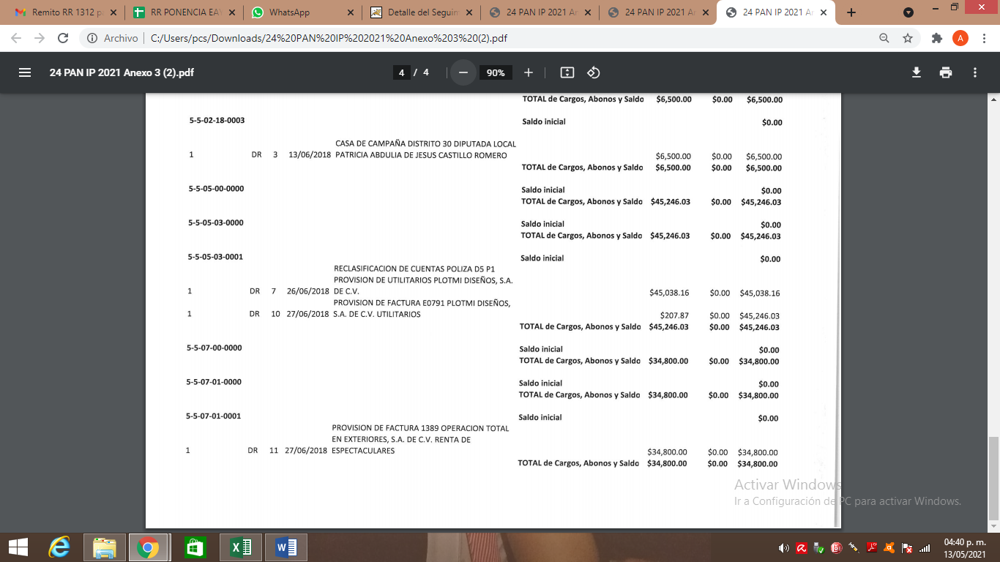 Remito RR 1312 pa
RR PONENCIA EAY
WhatsApp
Detalle del Seguim
24 PAN IP 2021 An
24 PAN IP 2021 A
24 PAN IP 2021 An
Archivo C:/Users/pcs/Downloads/24%20PAN%20IP%202021%20Anexo%203%20(2).pdf A
24 PAN IP 2021 Anexo 3 (2).pdf 4 / 4 90%
TOTAL de Cargos, Abonos y Saldo $6,500.00 $0.00 $6,500.00
5-5-02-18-0003 Saldo inicial $0.00
CASA DE CAMPAÑA DISTRITO 30 DIPUTADA LOCAL
1 DR 3 13/06/2018 PATRICIA ABDULIA DE JESUS CASTILLO ROMERO $6,500.00 $0.00 $6,500.00
TOTAL de Cargos, Abonos y Saldo $6,500.00 $0.00 $6,500.00
5-5-05-00-0000 Saldo inicial $0.00
TOTAL de Cargos, Abonos y Saldo $45,246.03 $0.00 $45,246.03
5-5-05-03-0000 Saldo inicial $0.00
TOTAL de Cargos, Abonos y Saldo $45,246.03 $0.00 $45,246.03
5-5-05-03-0001 Saldo inicial $0.00
RECLASIFICACION DE CUENTAS POLIZA D5 P1
PROVISION DE UTILITARIOS PLOTMI DISEÑOS, S.A.
1 DR 7 26/06/2018 DE C.V. $45,038.16 $0.00 $45,038.16
PROVISION DE FACTURA E0791 PLOTMI DISEÑOS,
1 DR 10 27/06/2018 S.A. DE C.V. UTILITARIOS $207.87 $0.00 $45,246.03
TOTAL de Cargos, Abonos y Saldo $45,246.03 $0.00 $45,246.03
5-5-07-00-0000 Saldo inicial $0.00
TOTAL de Cargos, Abonos y Saldo $34,800.00 $0.00 $34,800.00
5-5-07-01-0000 Saldo inicial $0.00
TOTAL de Cargos, Abonos y Saldo $34,800.00 $0.00 $34,800.00
5-5-07-01-0001 Saldo inicial $0.00
PROVISION DE FACTURA 1389 OPERACION TOTAL
EN EXTERIORES, S.A. DE C.V. RENTA DE
1 DR 11 27/06/2018 ESPECTACULARES $34,800.00 $0.00 $34,800.00
TOTAL de Cargos, Abonos y Saldo $34,800.00 $0.00 $34,800.00
Activar Windows
Ir a Configuración de PC para activar Windows.
04:40 p. m.
13/05/2021